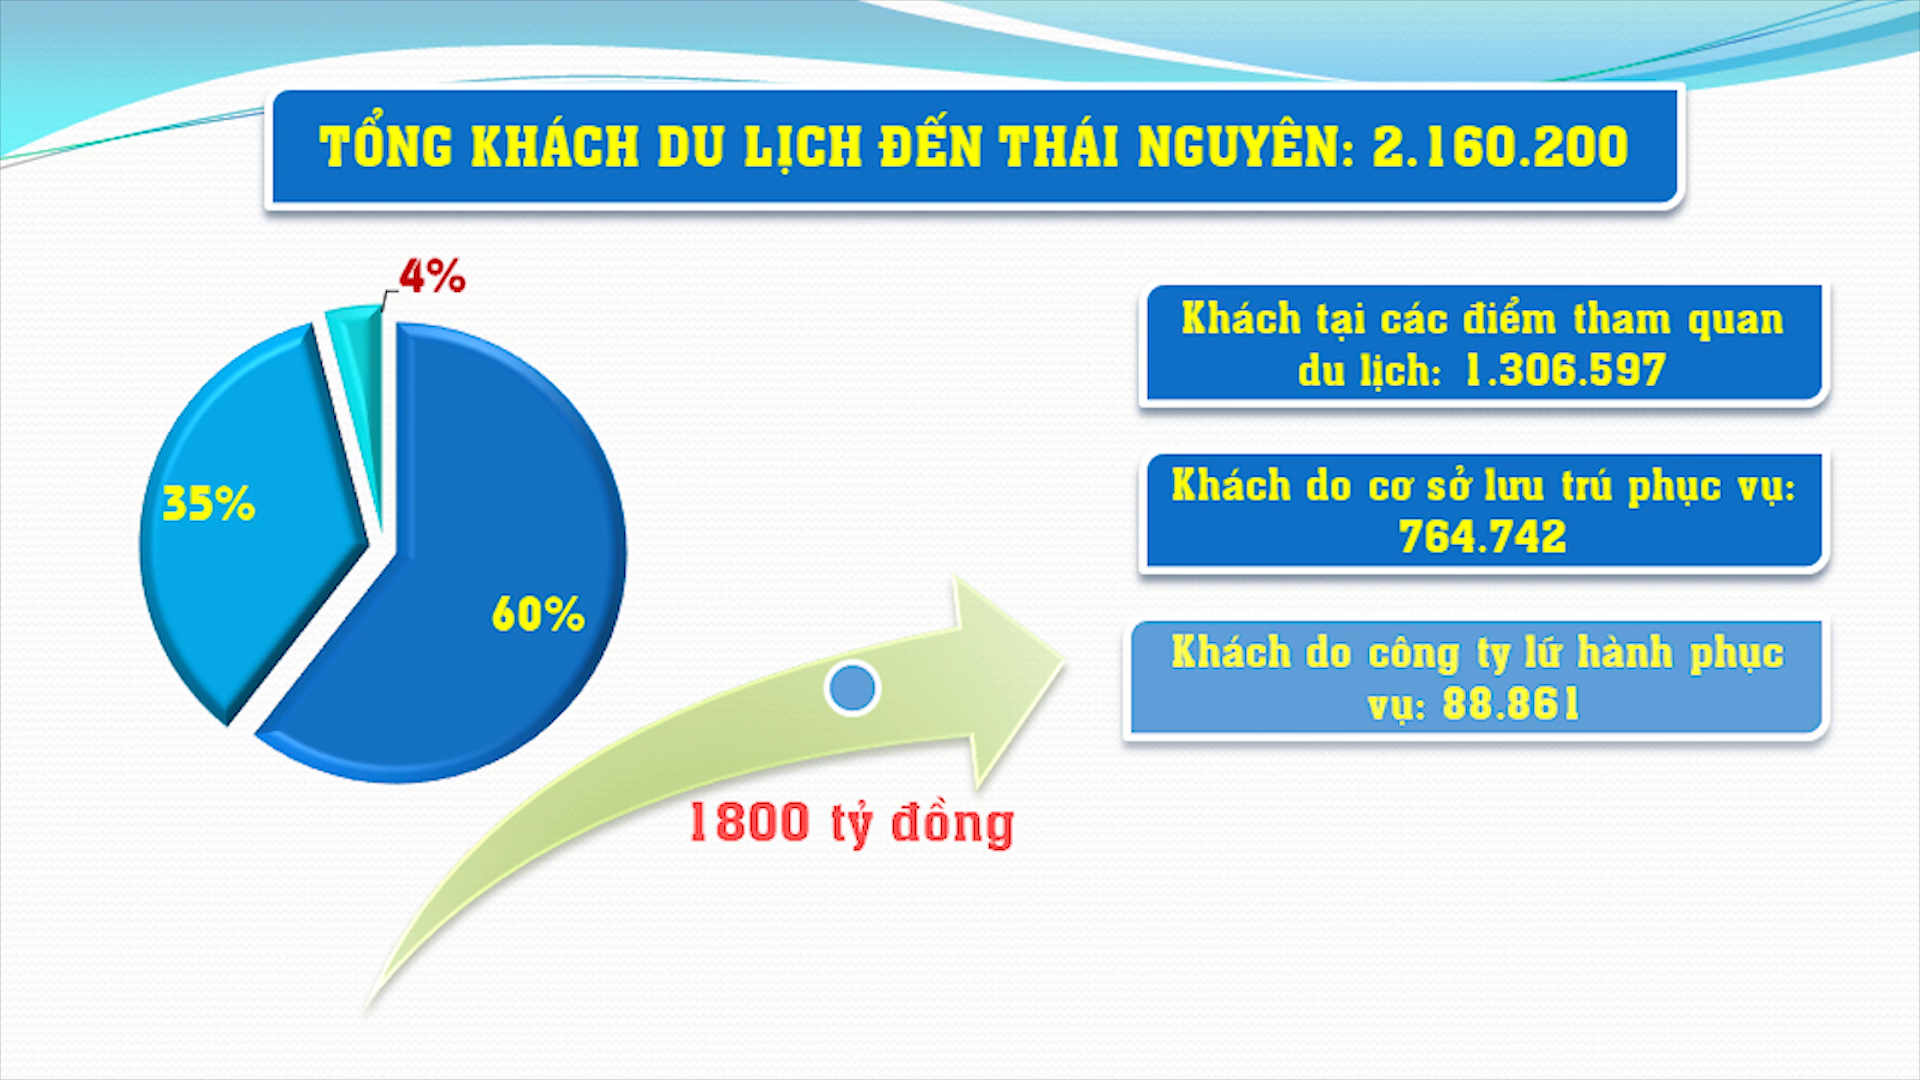 TỔNG KHÁCH DU LỊCH ĐẾN THÁI NGUYÊN: 2.160.200
4%
35%
60%
Khách tại các điểm tham quan
du lịch: 1.306.597
Khách do cơ sở lưu trú phục vụ:
764.742
Khách do công ty lữ hành phục
vụ: 88.861
1800 tỷ đồng